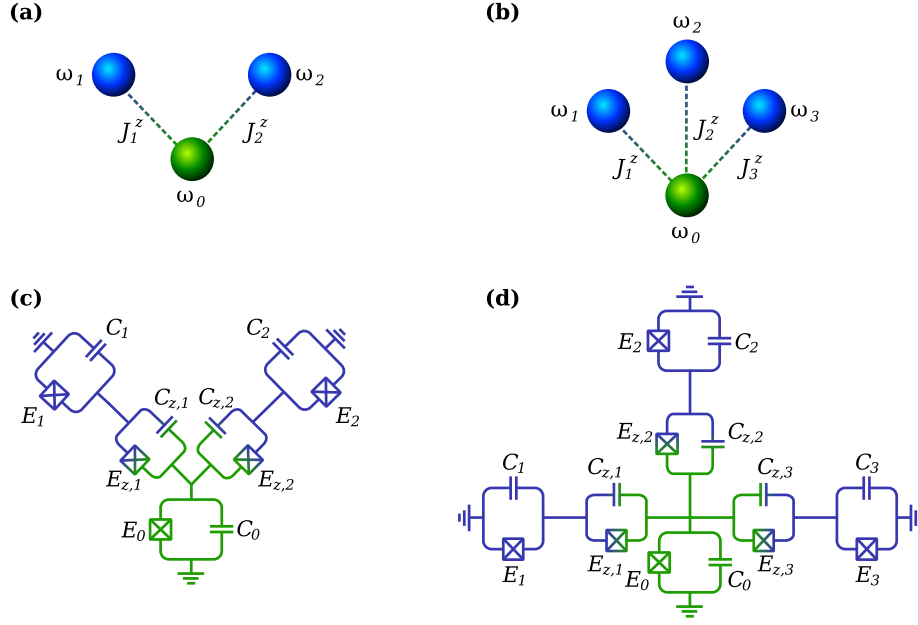 (a)
ω1 ω2
J1z J2z
ω0
(b)
ω2
ω1 ω3
J1z J2z J3z
ω0
(c)
C1 C2
Cz,1 Cz,2
E1 E2
Ez,1 Ez,2
E0 C0
(d)
E2 C2
Ez,2 Cz,2
C1 Cz,1 Cz,3 C3
E1 Ez,1 E0 C0 Ez,3 E3